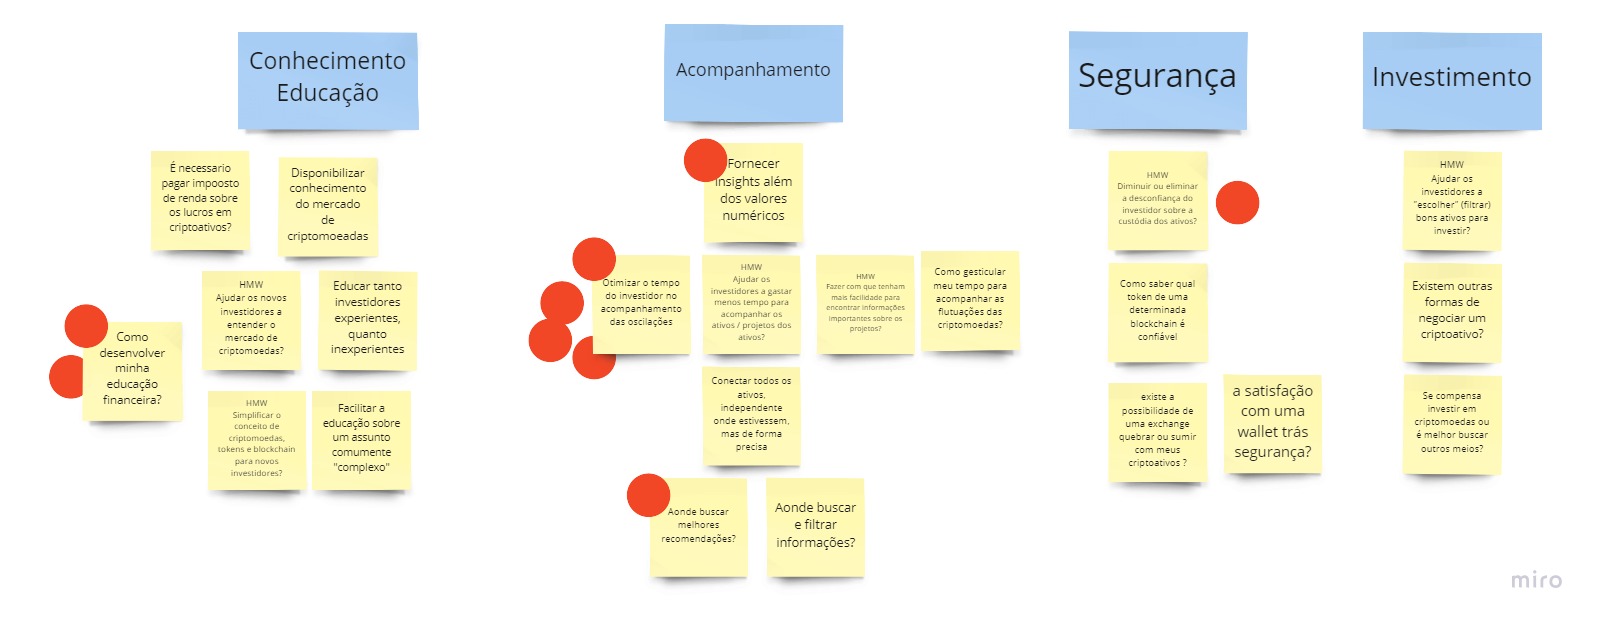 Conhecimento
Educação
É necessario
pagar imposto
de renda sobre
os lucros em
criptoativos?
Disponibilizar
conhecimento
do mercado
de
criptomoeadas
HMW
Ajudar os novos
investidores a
entender o
mercado de
criptomoedas?
Educar tanto
investidores
experientes,
quanto
inexperientes
Como
desenvolver
minha
educação
financeira?
HMW
Simplificar o
conceito de
criptomoedas,
tokens e blockchain
para novos
investidores?
Facilitar a
educação sobre
um assunto
comumente
"complexo"
Acompanhamento
Fornecer
insights além
dos valores
numéricos
Otimizar o tempo
do investidor no
acompanhamento
das oscilações
HMW
Ajudar os
investidores a gastar
menos tempo para
acompanhar os
ativos / projetos dos
ativos?
HMW
Fazer com que tenham
mais facilidade para
encontrar informações
importantes sobre os
projetos?
Como gesticular
meu tempo para
acompanhar as
flutuações das
criptomoedas?
Conectar todos os
ativos,
independente
onde estivessem,
mas de forma
precisa
Aonde buscar
melhores
recomendações?
Aonde buscar
e filtrar
informações?
Segurança
HMW
Diminuir ou eliminar
a desconfiança do
investidor sobre a
custódia dos ativos?
Como saber qual
token de uma
determinada
blockchain é
confiável
existe a
possibilidade de
uma exchange
quebrar ou sumir
com meus
criptoativos ?
a satisfação
com uma
wallet trás
segurança?
Investimento
HMW
Ajudar os
investidores a
"escolher" (filtrar)
bons ativos para
investir?
Existem outras
formas de
negociar um
criptoativo?
Se compensa
investir em
criptomoedas ou
é melhor buscar
outros meios?
miro